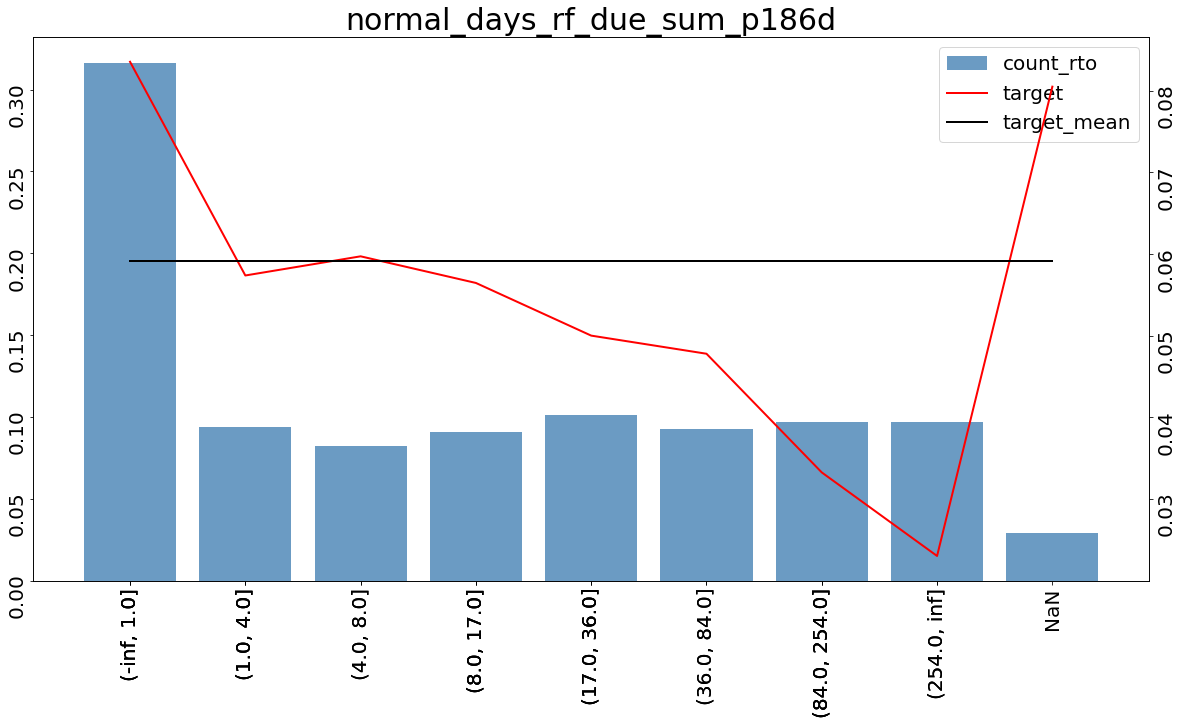 normal_days_rf_due_sum_p186d
count_rto
target
target_mean
0.30
0.25
0.20
0.15
0.10
0.05
0.00
0.08
0.07
0.06
0.05
0.04
0.03
(-inf, 1.0]
(1.0, 4.0]
(4.0, 8.0]
(8.0, 17.0]
(17.0, 36.0]
(36.0, 84.0]
(84.0, 254.0]
(254.0, inf]
NaN